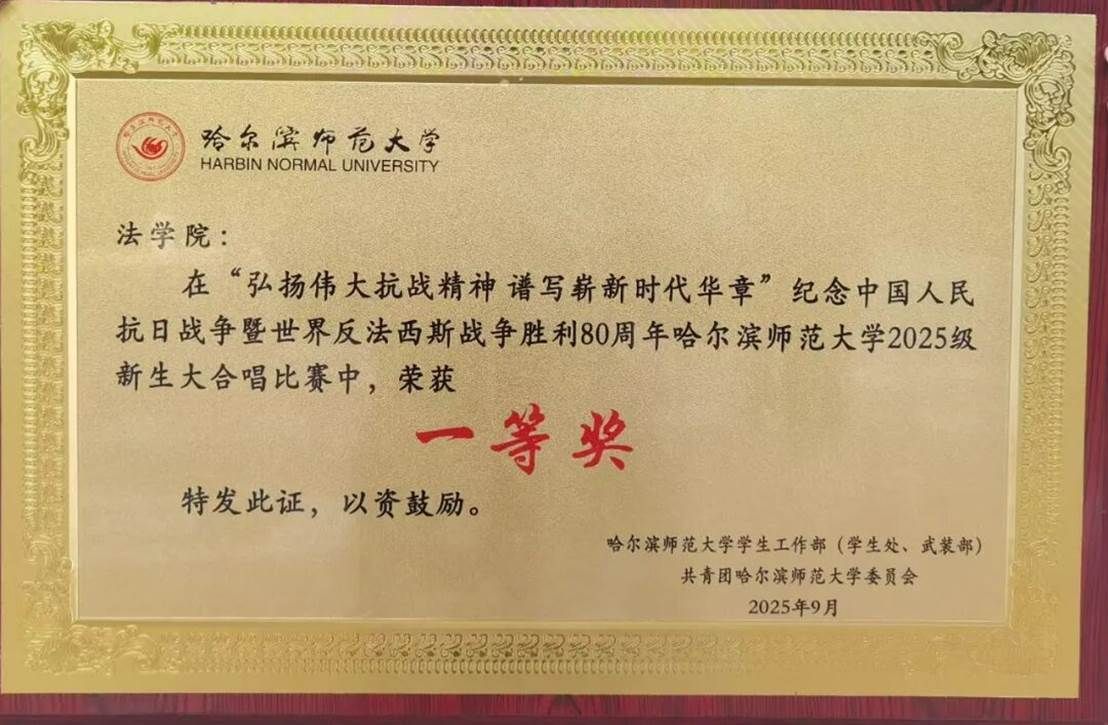 哈尔滨师范大学
HARBIN NORMAL UNIVERSITY
法学院：
在“弘扬伟大抗战精神 谱写崭新时代华章”纪念中国人民
抗日战争暨世界反法西斯战争胜利80周年哈尔滨师范大学2025级
新生大合唱比赛中，荣获
一等奖
特发此证，以资鼓励。
哈尔滨师范大学学生工作部（学生处、武装部）
共青团哈尔滨师范大学委员会
2025年9月